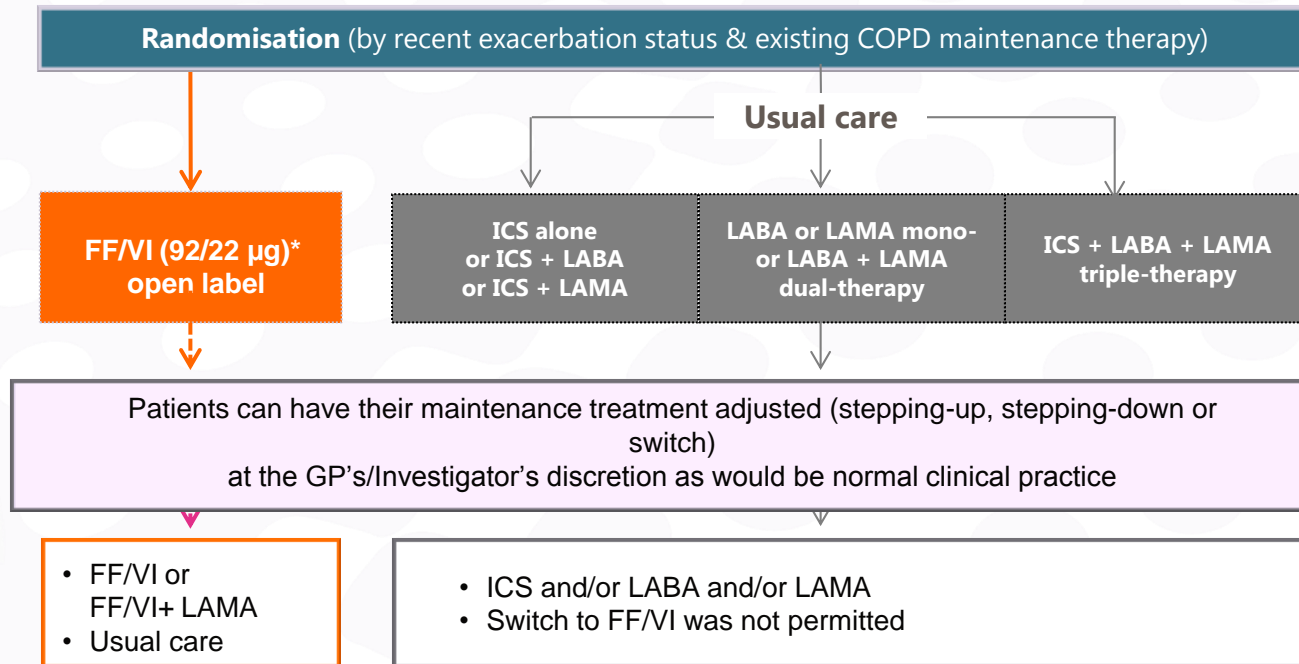 Randomisation (by recent exacerbation status & existing COPD maintenance therapy)
Usual care
FF/VI (92/22 µg)*
open label
ICS alone
or ICS + LABA
or ICS + LAMA
LABA or LAMA mono-
or LABA + LAMA
dual-therapy
ICS + LABA + LAMA
triple-therapy
Patients can have their maintenance treatment adjusted (stepping-up, stepping-down or
switch)
at the GP’s/Investigator’s discretion as would be normal clinical practice
• FF/VI or
FF/VI+ LAMA
• Usual care
• ICS and/or LABA and/or LAMA
• Switch to FF/VI was not permitted